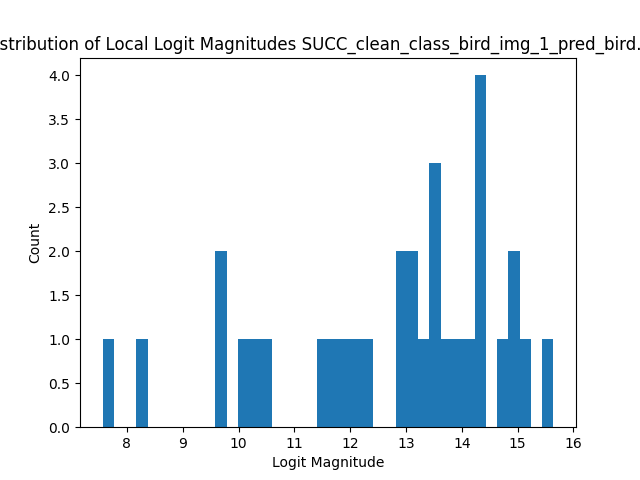 stribution of Local Logit Magnitudes SUCC_clean_class_bird_img_1_pred_bird.
4.0
3.5
3.0
2.5
2.0
1.5
1.0
0.5
0.0
Count
8 9 10 11 12 13 14 15 16
Logit Magnitude